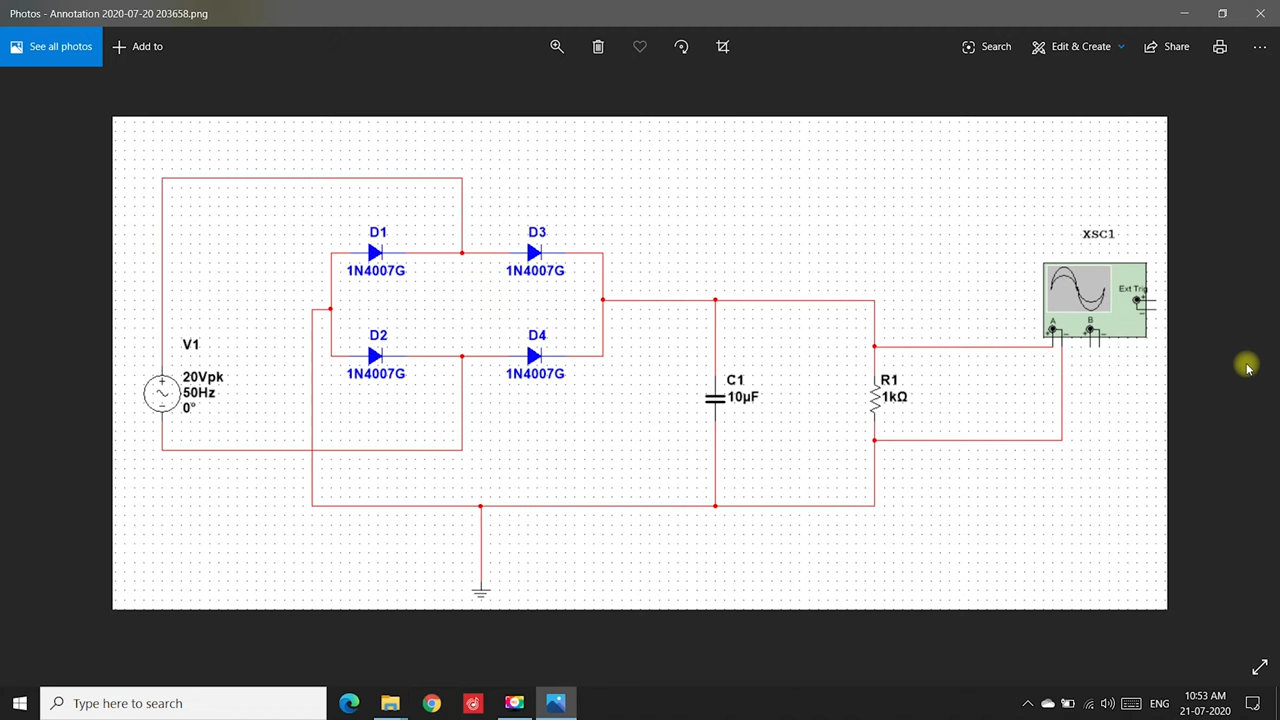 Photos - Annotation 2020-07-20 203658.png
See all photos
Add to
Search
Edit & Create
Share
XSC1
D1
D3
1N4007G
1N4007G
Ext Trig
A
B
D2
D4
1N4007G
1N4007G
V1
20Vpk
50Hz
0°
C1
10µF
R1
1kΩ
Type here to search
ENG
10:53 AM
21-07-2020